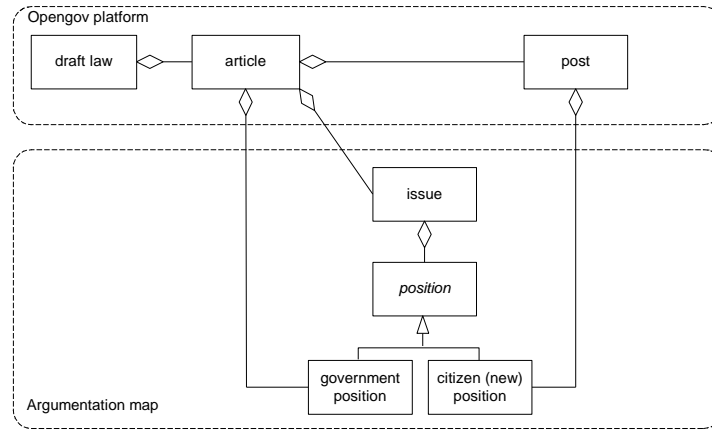 Opengov platform
draft law
article
post
issue
position
government
position
citizen (new)
position
Argumentation map